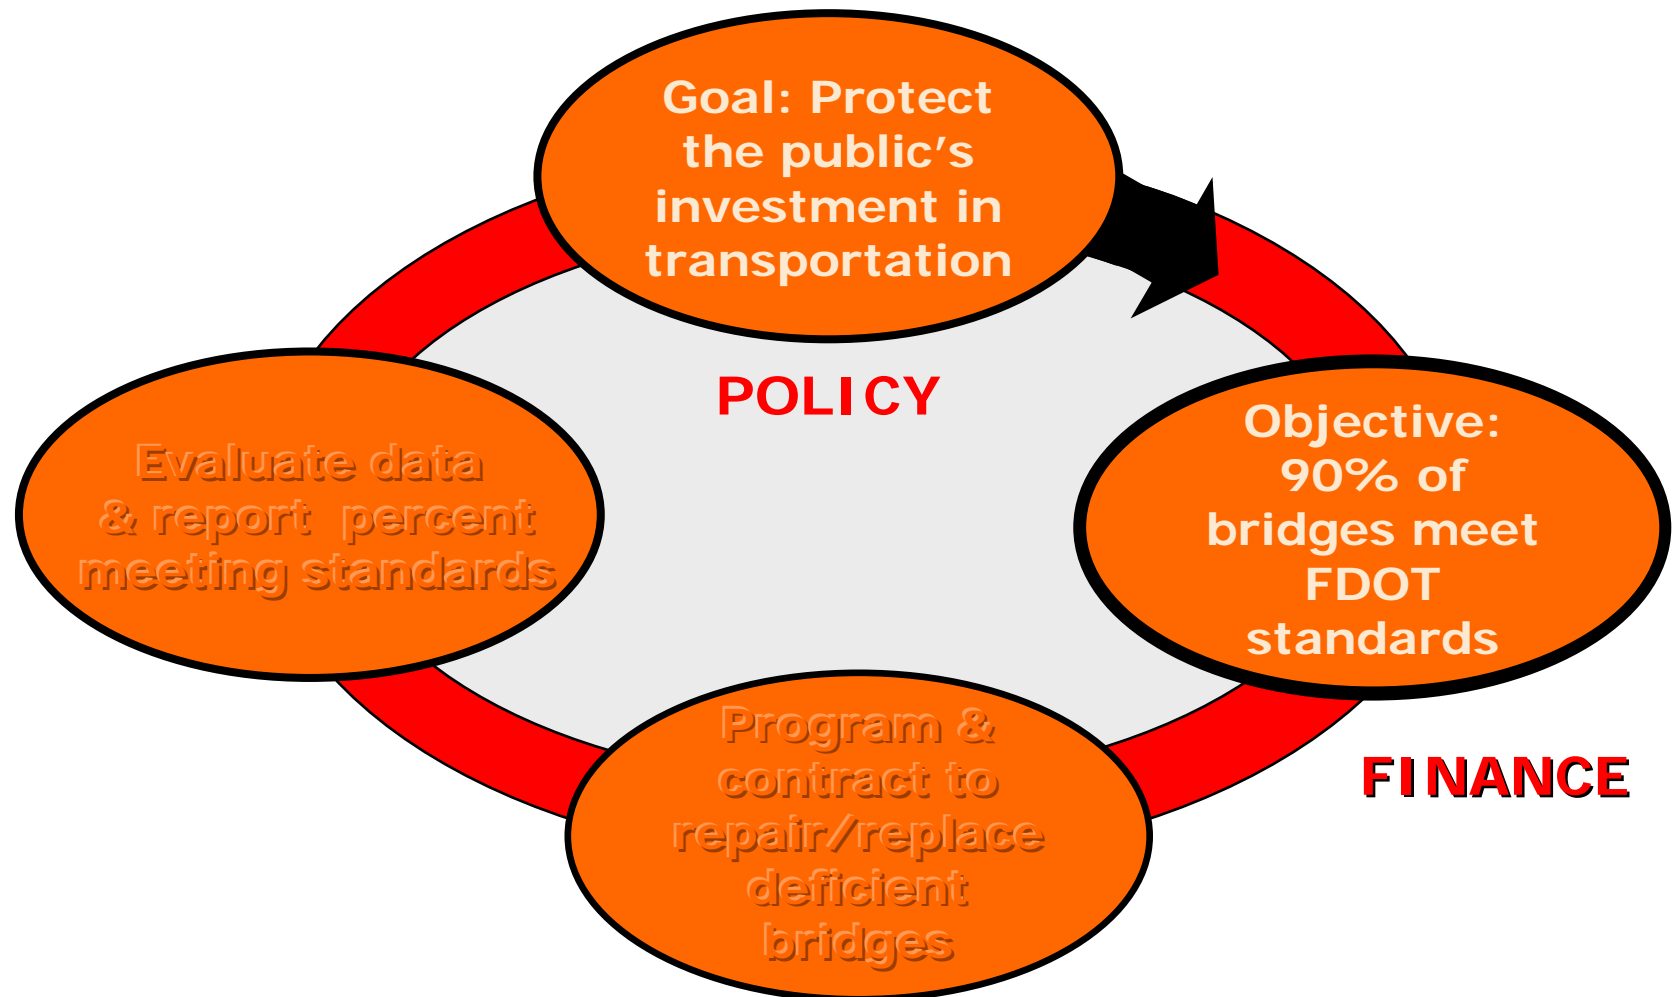 Goal: Protect
the public's
investment in
transportation
POLICY
Objective:
90% of
bridges meet
FDOT
standards
Evaluate data
& report percent
meeting standards
Program &
contract to
repair/replace
deficient
bridges
FINANCE